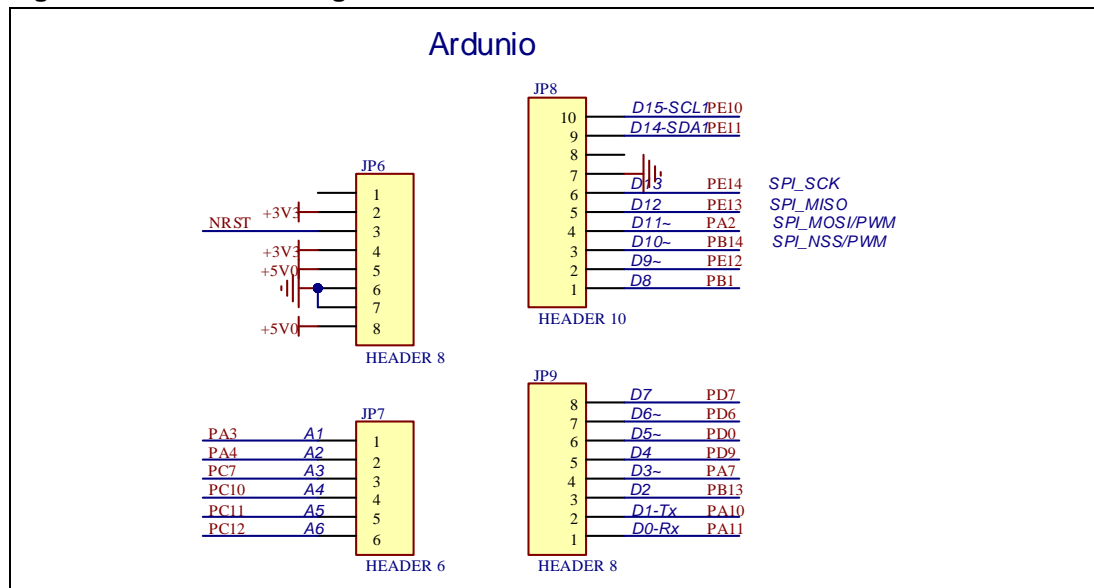 Ardunio
JP6
1
+3V3 2
NRST 3
+3V3 4
+5V0 5
6
7
+5V0 8
HEADER 8
JP7
PA3 A1 1
PA4 A2 2
PC7 A3 3
PC10 A4 4
PC11 A5 5
PC12 A6 6
HEADER 6
JP8
10 D15-SCL1 PE10
9 D14-SDA1 PE11
8
7
6 D13 PE14 SPI_SCK
5 D12 PE13 SPI_MISO
4 D11~ PA2 SPI_MOSI/PWM
3 D10~ PB14 SPI_NSS/PWM
2 D9~ PE12
1 D8 PB1
HEADER 10
JP9
8 D7 PD7
7 D6~ PD6
6 D5~ PD0
5 D4 PD9
4 D3~ PA7
3 D2 PB13
2 D1-Tx PA10
1 D0-Rx PA11
HEADER 8